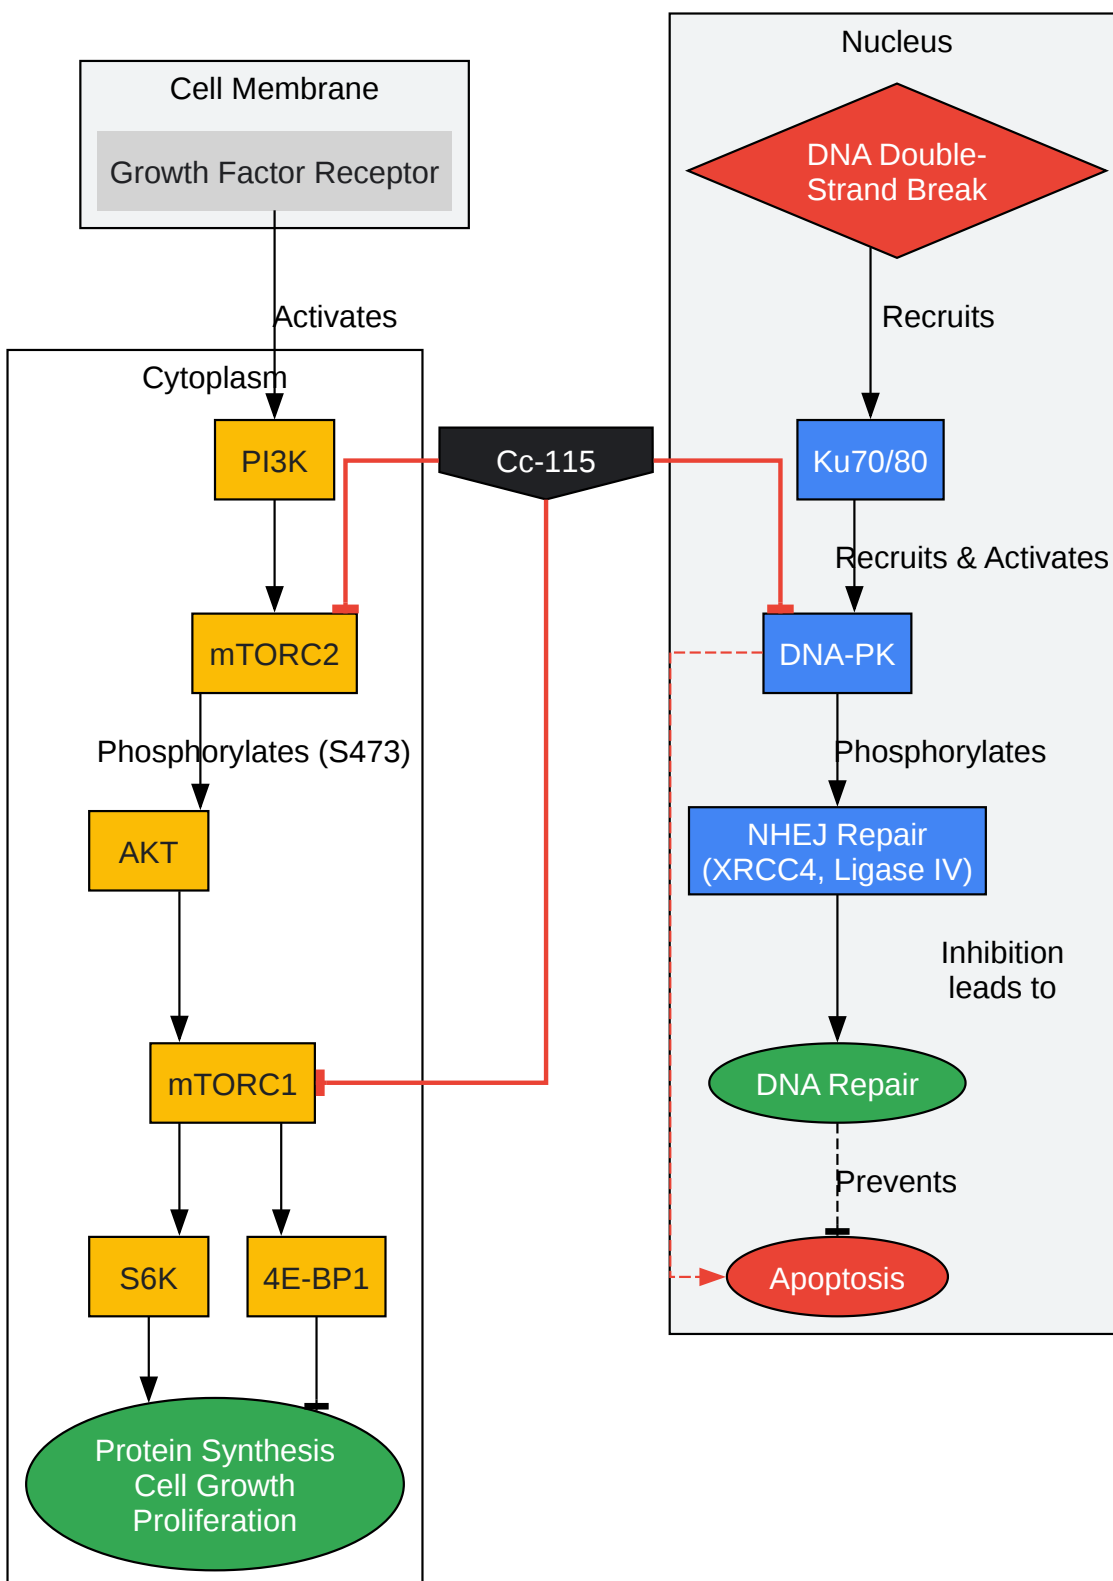 Nucleus
Cell Membrane
DNA Double-
Strand Break
Growth Factor Receptor
Activates
Recruits
Cytoplasm
PI3K
Cc-115
Ku70/80
Recruits & Activates
mTORC2
DNA-PK
Phosphorylates (S473)
Phosphorylates
AKT
NHEJ Repair
(XRCC4, Ligase IV)
Inhibition
leads to
mTORC1
DNA Repair
Prevents
S6K
4E-BP1
Apoptosis
Protein Synthesis
Cell Growth
Proliferation